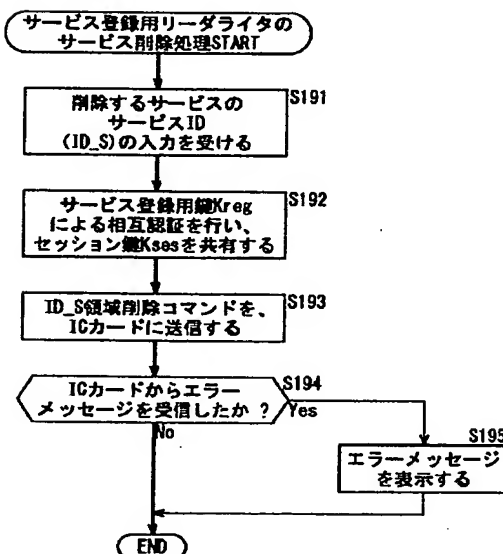 サービス登録用リーダライタの
サービス削除処理START
S191
削除するサービスの
サービスID
(ID_S)の入力を受ける
S192
サービス登録用鍵Kreg
による相互認証を行い、
セッション鍵Ksesを共有する
S193
ID_S領域削除コマンドを、
ICカードに送信する
S194
ICカードからエラー
メッセージを受信したか ?
Yes
No
S195
エラーメッセージ
を表示する
END